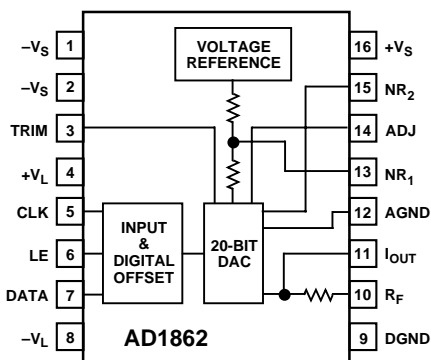 –VS 1
–VS 2
TRIM 3
+VL 4
CLK 5
LE 6
DATA 7
–VL 8
VOLTAGE
REFERENCE
INPUT
&
DIGITAL
OFFSET
20-BIT
DAC
AD1862
16 +VS
15 NR2
14 ADJ
13 NR1
12 AGND
11 IOUT
10 RF
9 DGND